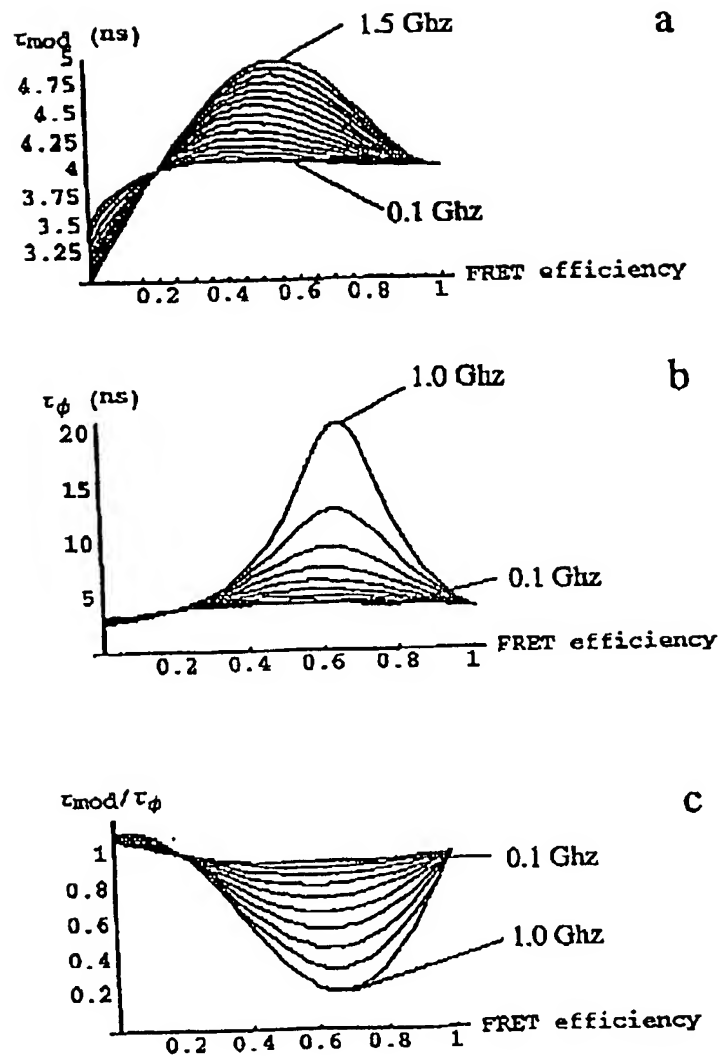 τmod (ns)
a
1.5 Ghz
5
4.75
4.5
4.25
4
3.75
3.5
3.25
0.1 Ghz
FRET efficiency
0.2 0.4 0.6 0.8 1
b
1.0 Ghz
τϕ (ns)
20
15
10
5
0.1 Ghz
FRET efficiency
0.2 0.4 0.6 0.8 1
c
τmod/τϕ
1
0.8
0.6
0.4
0.2
0.1 Ghz
1.0 Ghz
FRET efficiency
0.2 0.4 0.6 0.8 1